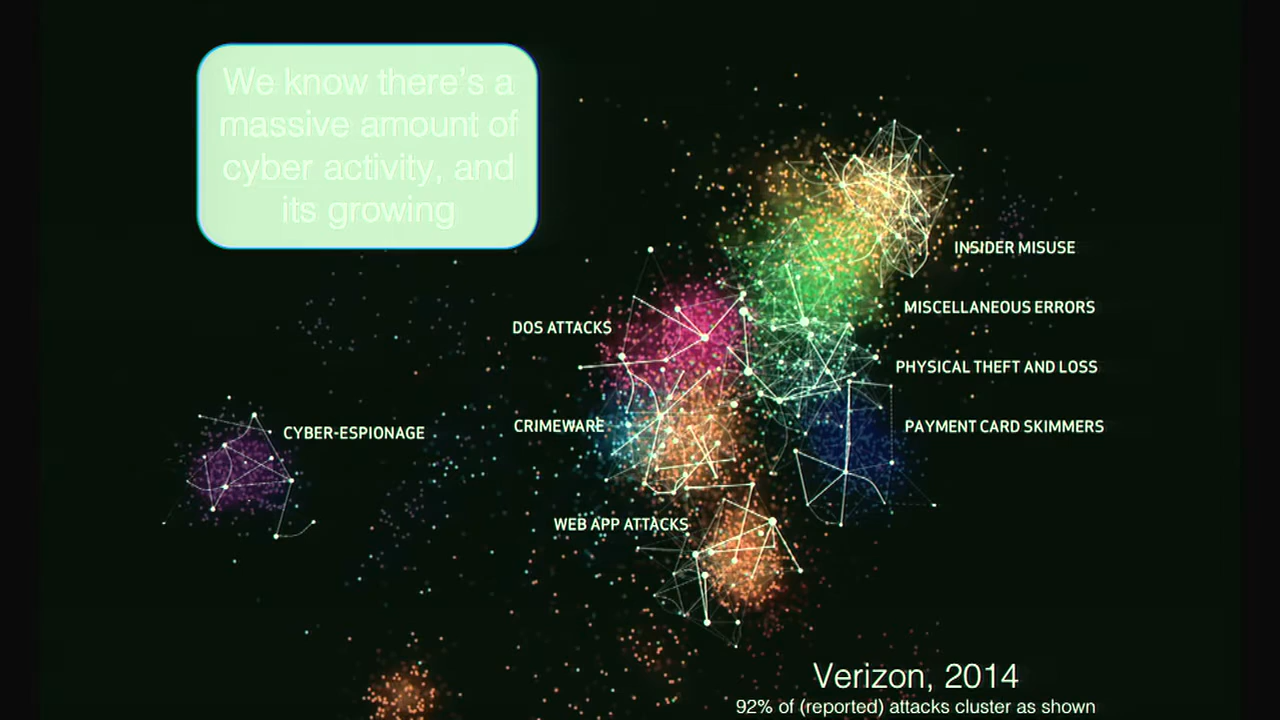 We know there's a
massive amount of
cyber activity, and
its growing
INSIDER MISUSE
MISCELLANEOUS ERRORS
DOS ATTACKS
PHYSICAL THEFT AND LOSS
CRIMEWARE
PAYMENT CARD SKIMMERS
CYBER-ESPIONAGE
WEB APP ATTACKS
Verizon, 2014
92% of (reported) attacks cluster as shown